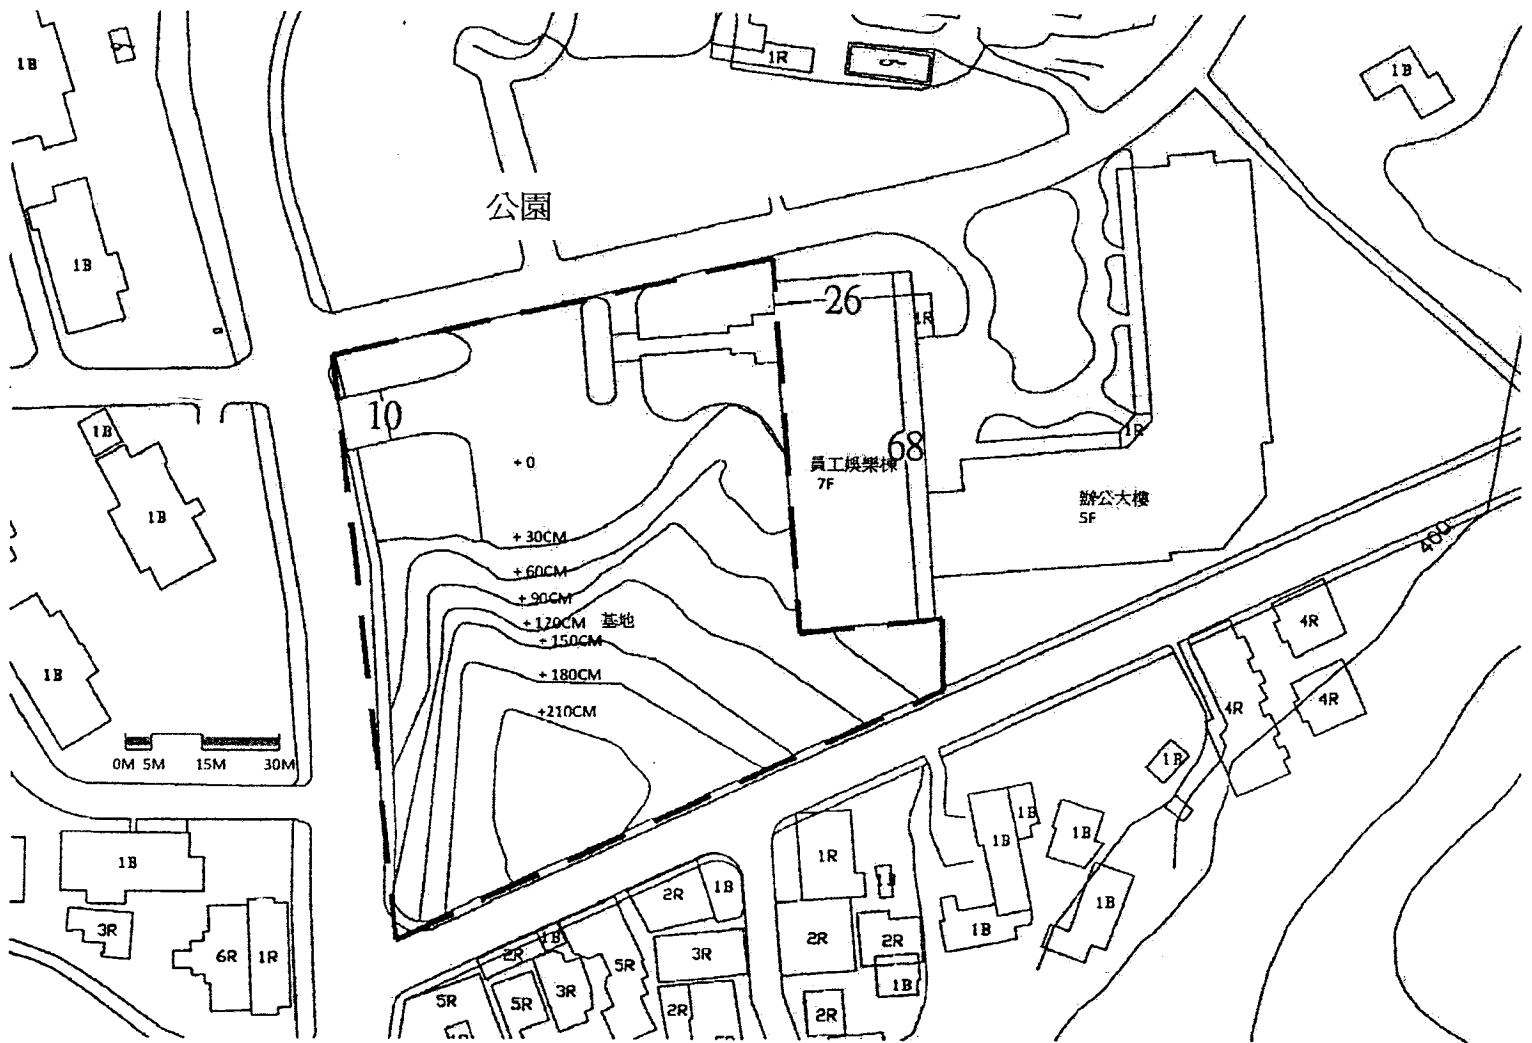 1B
1R
1B
公園
1B
26
1R
10
1B
68
員工娛樂棟
7F
+0
1R
辦公大樓
5F
1B
+30CM
460
+60CM
+90CM
+120CM 基地
+150CM
4R
1B
+180CM
4R
4R
+210CM
0M 5M 15M 30M
1B
1B
1B
1B
1B
1R
1B
2R
1B
1B
3R
2R
2R
1B
6R
1R
2R
1B
5R
3R
1B
5R
5R
3R
2R
2R